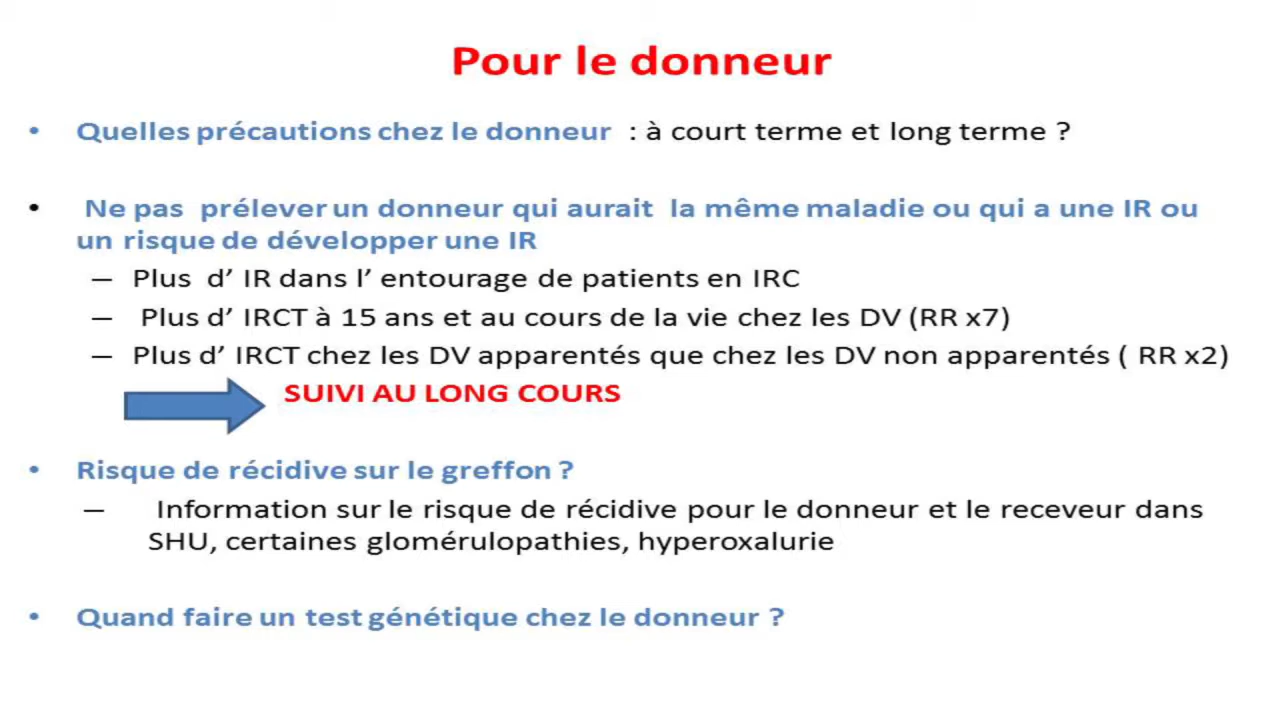 Pour le donneur
• Quelles précautions chez le donneur : à court terme et long terme ?
• Ne pas prélever un donneur qui aurait la même maladie ou qui a une IR ou
un risque de développer une IR
– Plus d’ IR dans l’ entourage de patients en IRC
– Plus d’ IRCT à 15 ans et au cours de la vie chez les DV (RR x7)
– Plus d’ IRCT chez les DV apparentés que chez les DV non apparentés ( RR x2)
SUIVI AU LONG COURS
• Risque de récidive sur le greffon ?
– Information sur le risque de récidive pour le donneur et le receveur dans
SHU, certaines glomérulopathies, hyperoxalurie
• Quand faire un test génétique chez le donneur ?